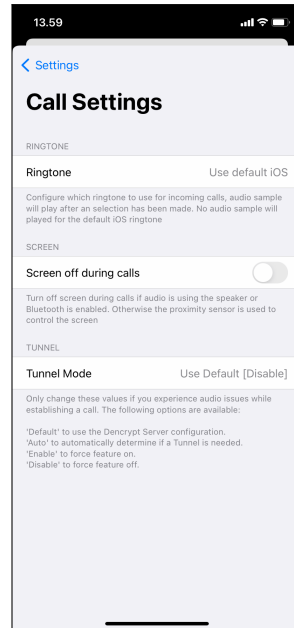 13.59
Settings
Call Settings
RINGTONE
Ringtone Use default iOS
Configure which ringtone to use for incoming calls, audio sample
will play after an selection has been made. No audio sample will
played for the default iOS ringtone
SCREEN
Screen off during calls
Turn off screen during calls if audio is using the speaker or
Bluetooth is enabled. Otherwise the proximity sensor is used to
control the screen
TUNNEL
Tunnel Mode Use Default [Disable]
Only change these values if you experience audio issues while
establishing a call. The following options are available:
'Default' to use the Dencrypt Server configuration.
'Auto' to automatically determine if a Tunnel is needed.
'Enable' to force feature on.
'Disable' to force feature off.